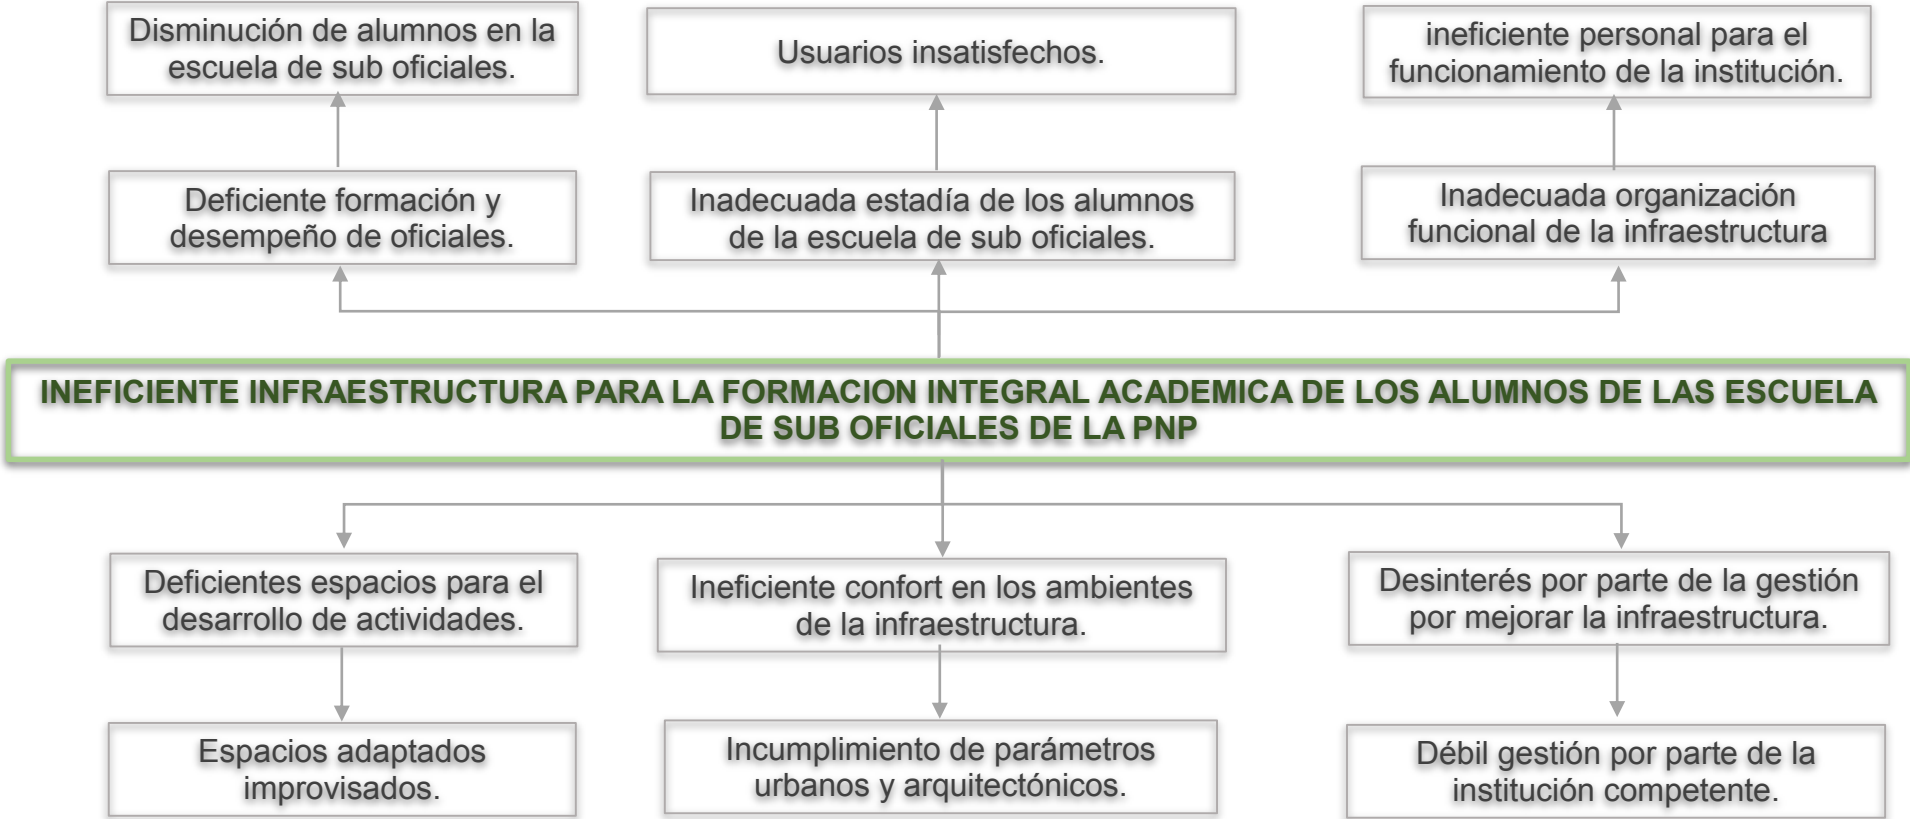 Disminución de alumnos en la
escuela de sub oficiales.
Usuarios insatisfechos.
ineficiente personal para el
funcionamiento de la institución.
Deficiente formación y
desempeño de oficiales.
Inadecuada estadía de los alumnos
de la escuela de sub oficiales.
Inadecuada organización
funcional de la infraestructura
INEFICIENTE INFRAESTRUCTURA PARA LA FORMACION INTEGRAL ACADEMICA DE LOS ALUMNOS DE LAS ESCUELA
DE SUB OFICIALES DE LA PNP
Deficientes espacios para el
desarrollo de actividades.
Ineficiente confort en los ambientes
de la infraestructura.
Desinterés por parte de la gestión
por mejorar la infraestructura.
Espacios adaptados
improvisados.
Incumplimiento de parámetros
urbanos y arquitectónicos.
Débil gestión por parte de la
institución competente.